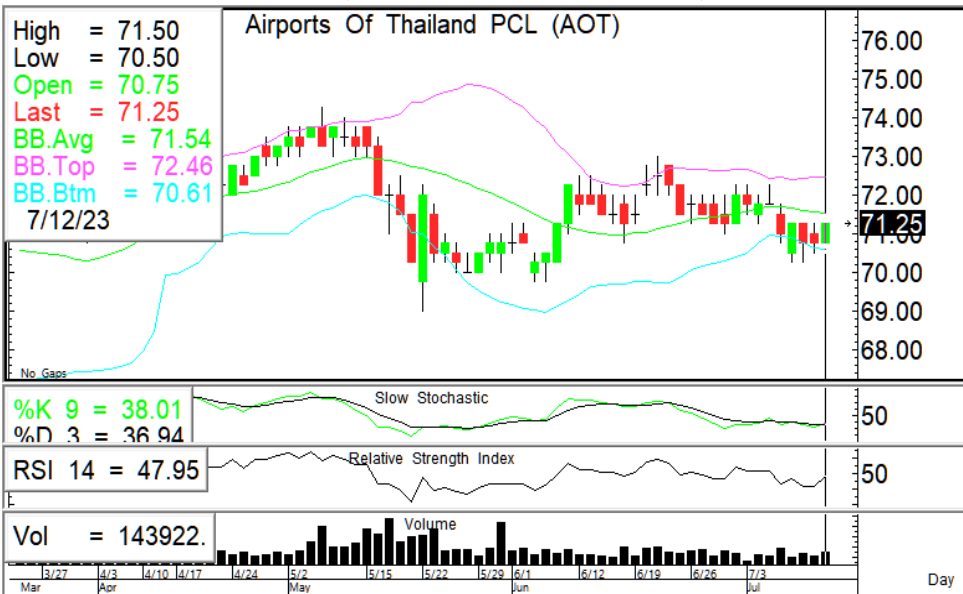 Airports Of Thailand PCL (AOT)
High = 71.50
Low = 70.50
Open = 70.75
Last = 71.25
BB.Avg = 71.54
BB.Top = 72.46
BB.Btm = 70.61
7/12/23
76.00
75.00
74.00
73.00
72.00
71.25
71.00
70.00
69.00
68.00
No_Gaps
Slow Stochastic
%K 9 = 38.01
%D 3 = 36.94
50
Relative Strength Index
RSI 14 = 47.95
50
Volume
Vol = 143922.
3/27 4/3 4/10 4/17 4/24 5/2 5/15 5/22 5/29 6/1 6/12 6/19 6/26 7/3
Mar Apr May Jun Jul
Day